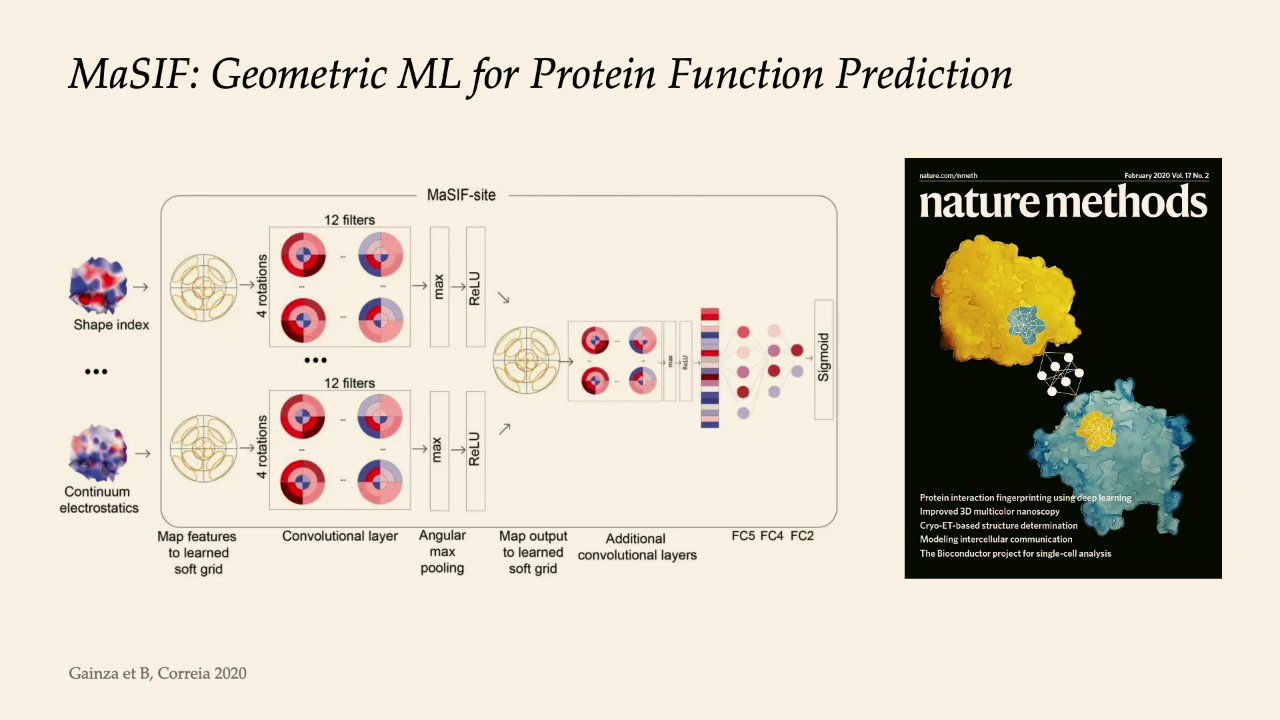 MaSIF: Geometric ML for Protein Function Prediction
MaSIF-site
12 filters
4 rotations
max
ReLU
Shape index
...
12 filters
4 rotations
max
ReLU
Continuum
electrostatics
max
ReLU
Sigmoid
Map features
to learned
soft grid
Convolutional layer
Angular
max
pooling
Map output
to learned
soft grid
Additional
convolutional layers
FC5 FC4 FC2
nature.com/nmeth
February 2020 Vol. 17 No. 2
nature methods
Protein interaction fingerprinting using deep learning
Improved 3D multicolor nanoscopy
Cryo-ET-based structure determination
Modeling intercellular communication
The Bioconductor project for single-cell analysis
Gainza et B, Correia 2020